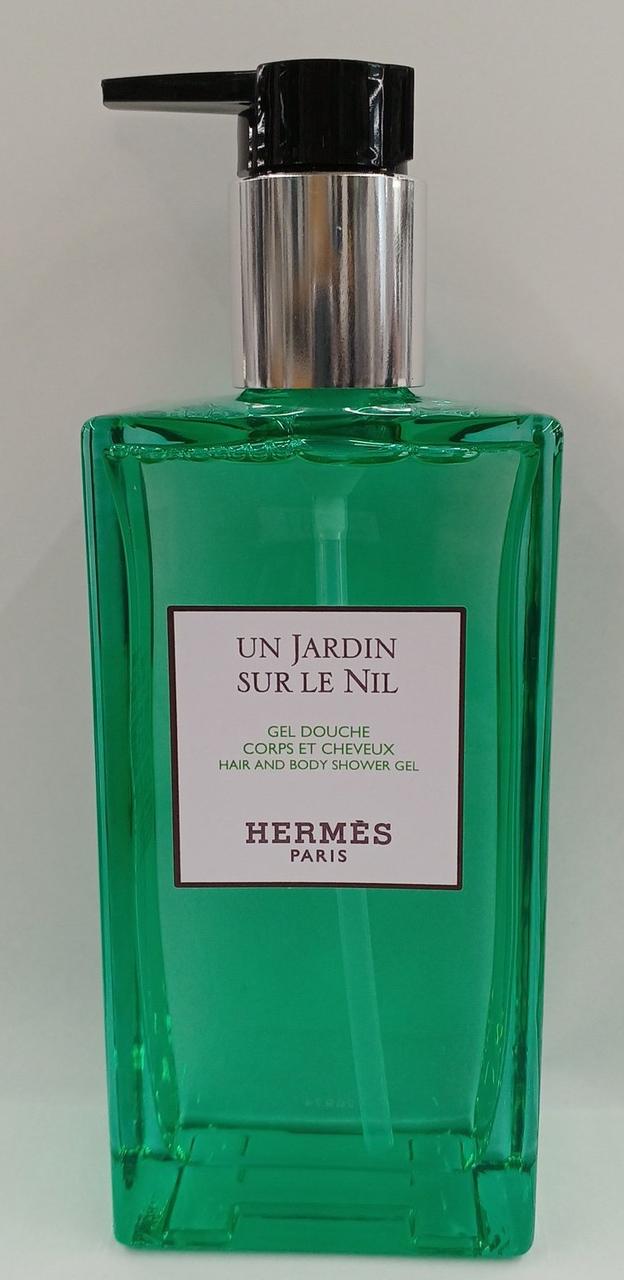 UN JARDIN
SUR LE NIL
GEL DOUCHE
CORPS ET CHEVEUX
HAIR AND BODY SHOWER GEL
HERMÈS
PARIS